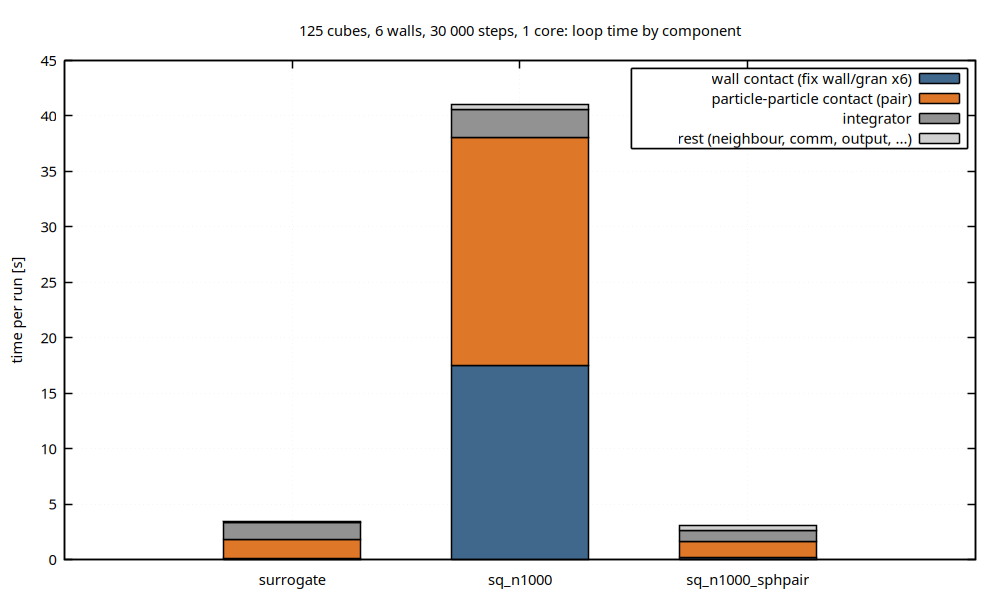 125 cubes, 6 walls, 30 000 steps, 1 core: loop time by component
45
40
35
30
25
20
15
10
5
0
time per run [s]
wall contact (fix wall/gran x6)
particle-particle contact (pair)
integrator
rest (neighbour, comm, output, ...)
surrogate
sq_n1000
sq_n1000_sphpair